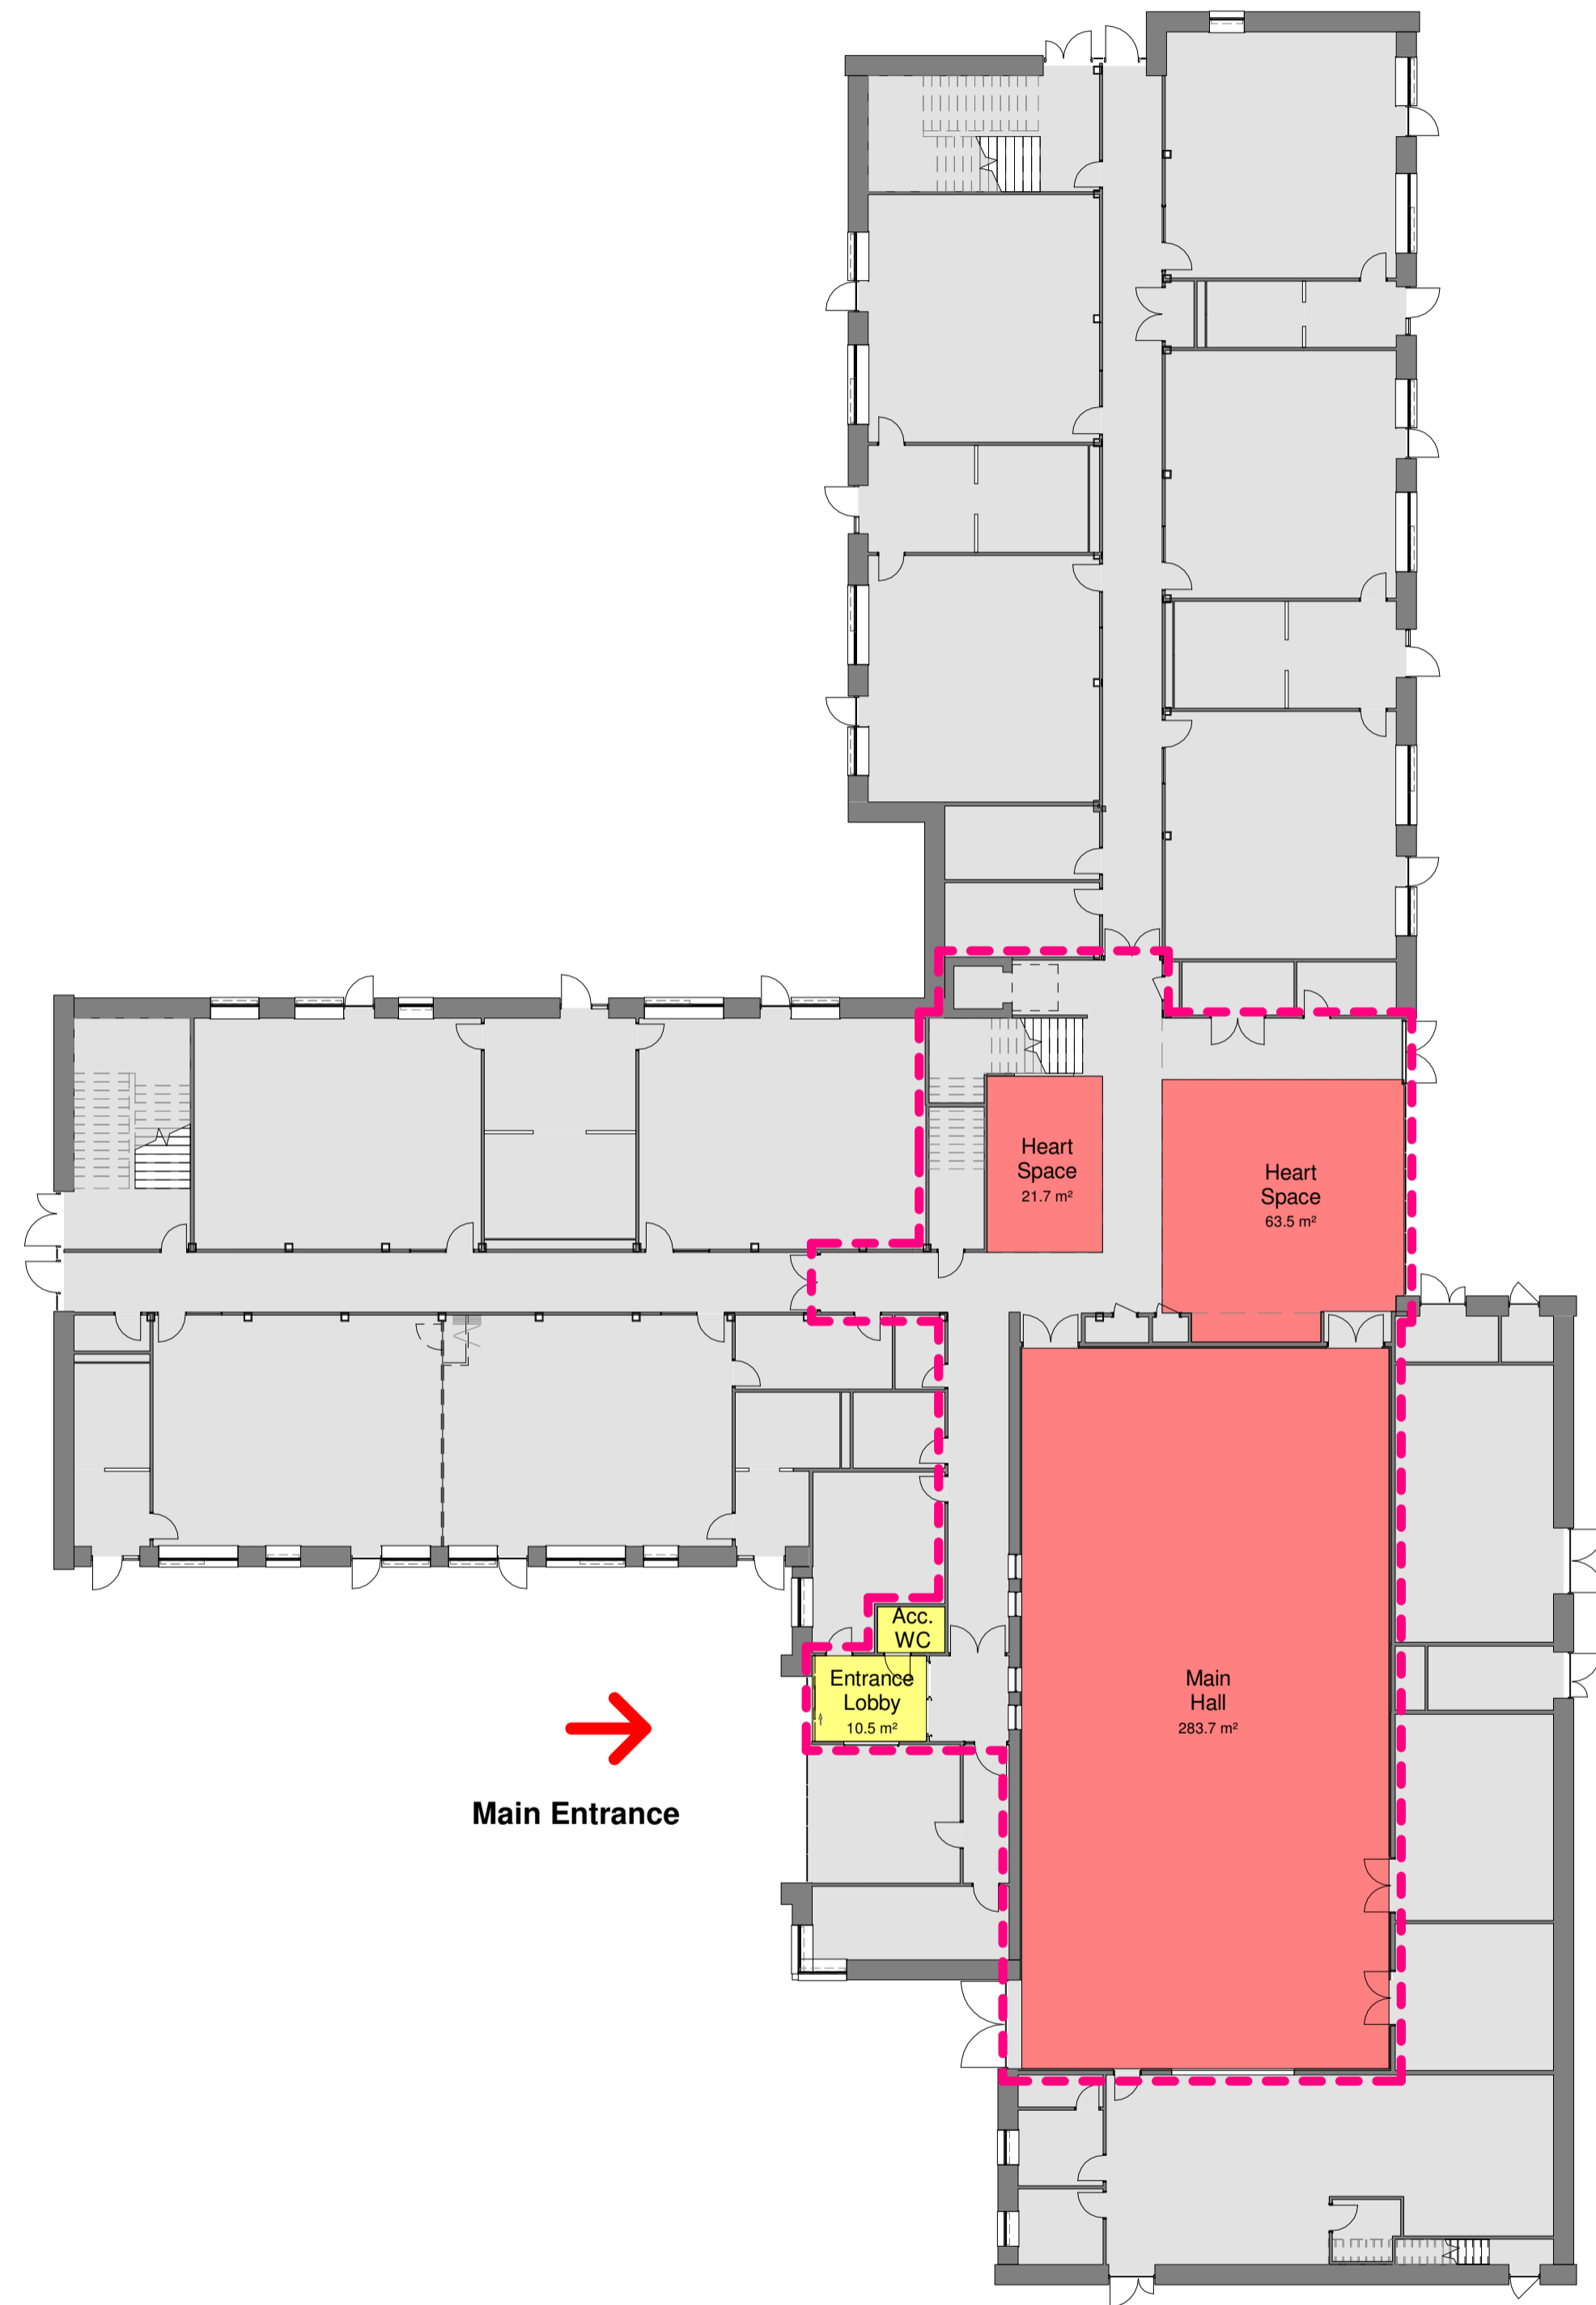 Heart
Space
21.7 m²
Heart
Space
63.5 m²
Acc.
WC
Entrance
Lobby
10.5 m²
Main
Hall
283.7 m²
Main Entrance